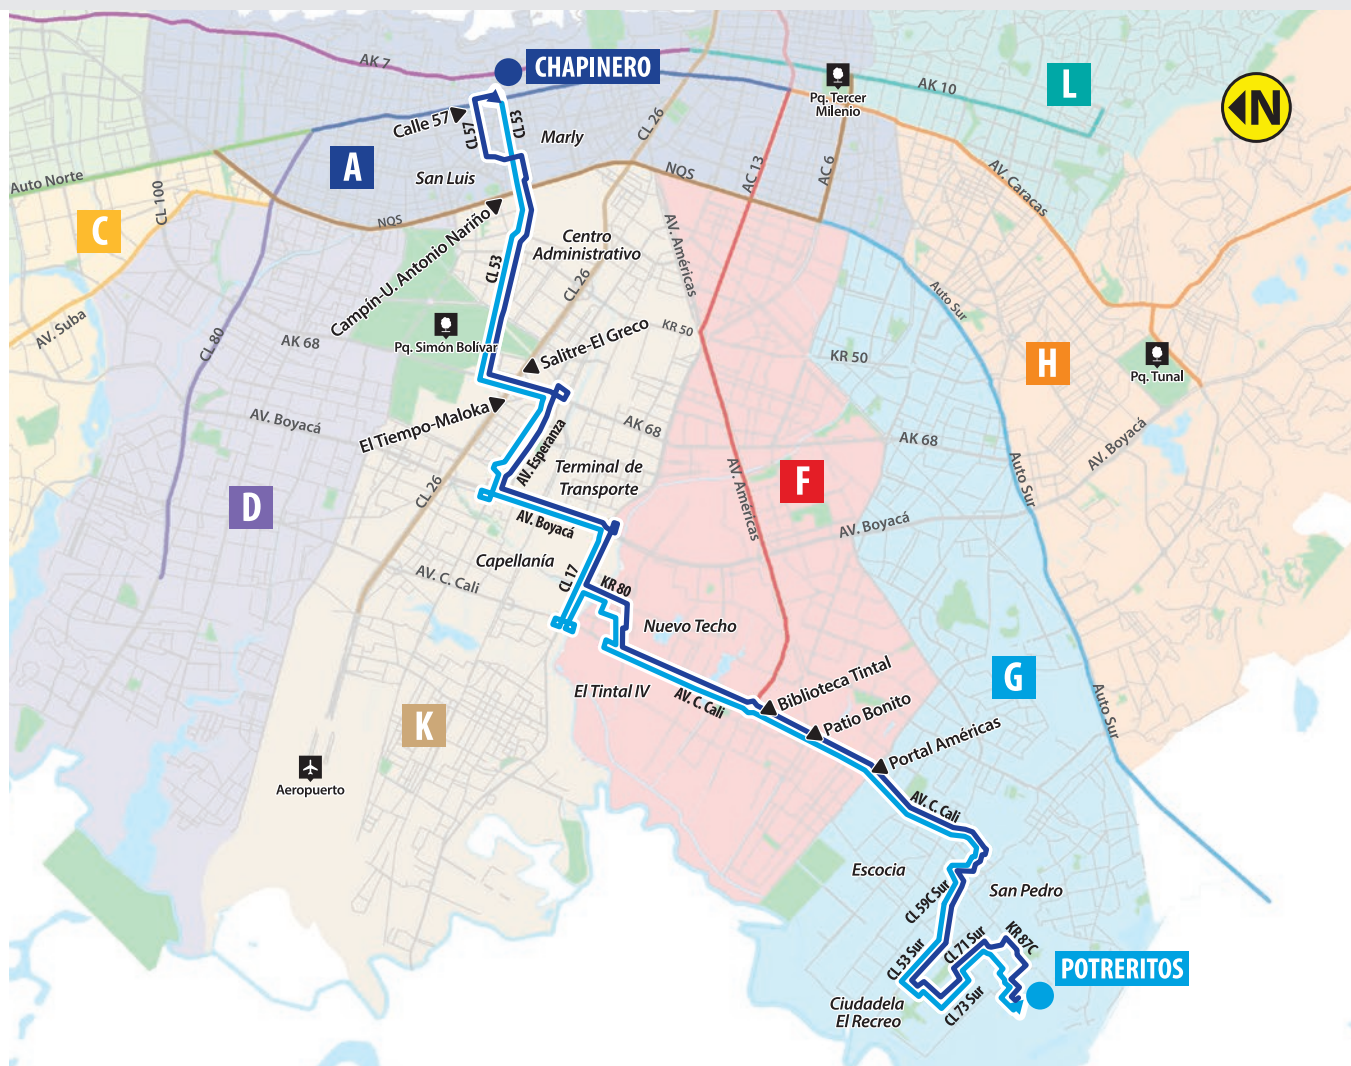 AK 7
CHAPINERO
Pq. Tercer
Milenio
AK 10
L
N
Calle 57
CL 57
CL 53
Marly
CL 26
A
San Luis
NQS
AC 13
AC 6
AV. Caracas
Auto Norte
CL 100
C
NQS
Campín-U. Antonio Nariño
CL 53
Centro
Administrativo
CL 26
AV. Américas
Auto Sur
AV. Suba
CL 80
AK 68
Pq. Simón Bolívar
Salitre-El Greco
KR 50
KR 50
H
Pq. Tunal
AV. Boyacá
El Tiempo-Maloka
AK 68
AK 68
AV. Boyacá
AV. Esperanza
Terminal de
Transporte
CL 26
D
AV. Americas
F
Auto Sur
AV. Boyacá
AV. Boyacá
Capellanía
AV. C. Cali
CL 17
KR 80
Nuevo Techo
El Tintal IV
AV. C. Cali
Biblioteca Tintal
Patio Bonito
Portal Américas
G
Auto Sur
K
Aeropuerto
AV. C. Cali
Escocia
San Pedro
CL 59C Sur
CL 53 Sur
CL 71 Sur
KR 87C
CL 73 Sur
POTRERITOS
Ciudadela
El Recreo